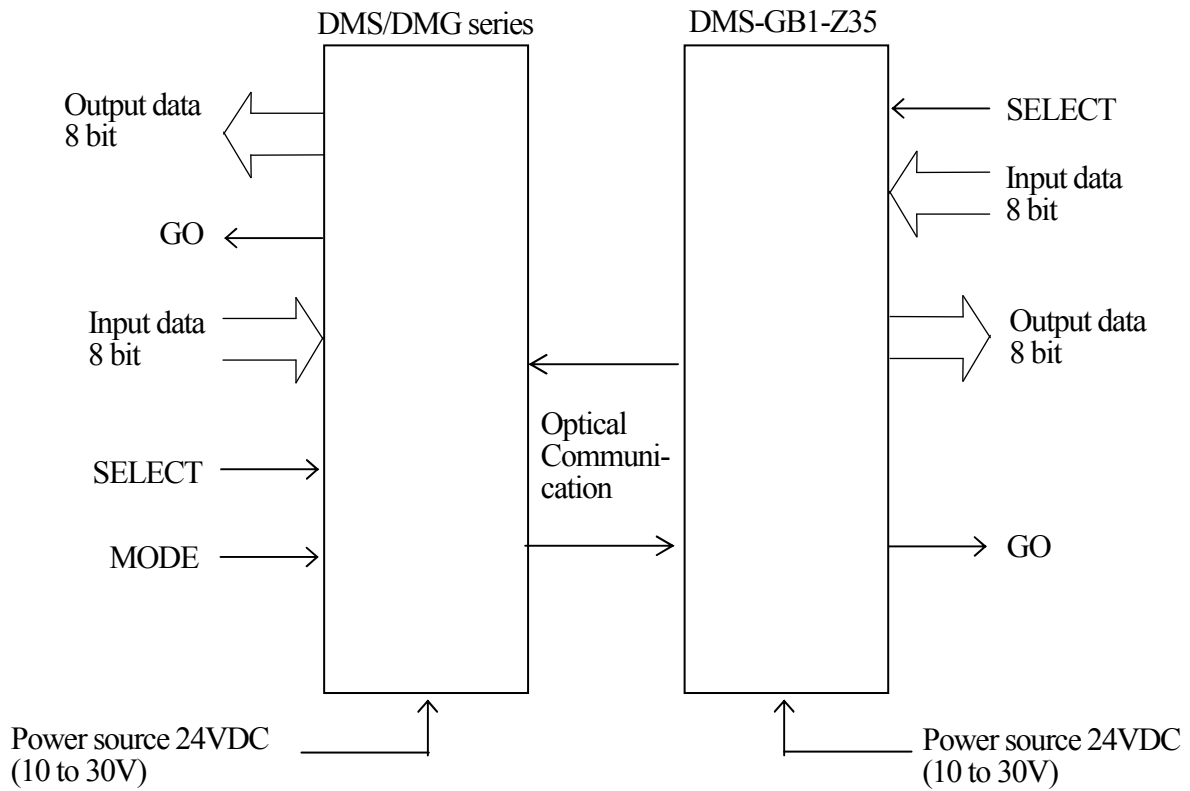 DMS/DMG series
DMS-GB1-Z35
Output data
8 bit
GO
Input data
8 bit
SELECT
MODE
Optical
Communi-
cation
SELECT
Input data
8 bit
Output data
8 bit
GO
Power source 24VDC
(10 to 30V)
Power source 24VDC
(10 to 30V)